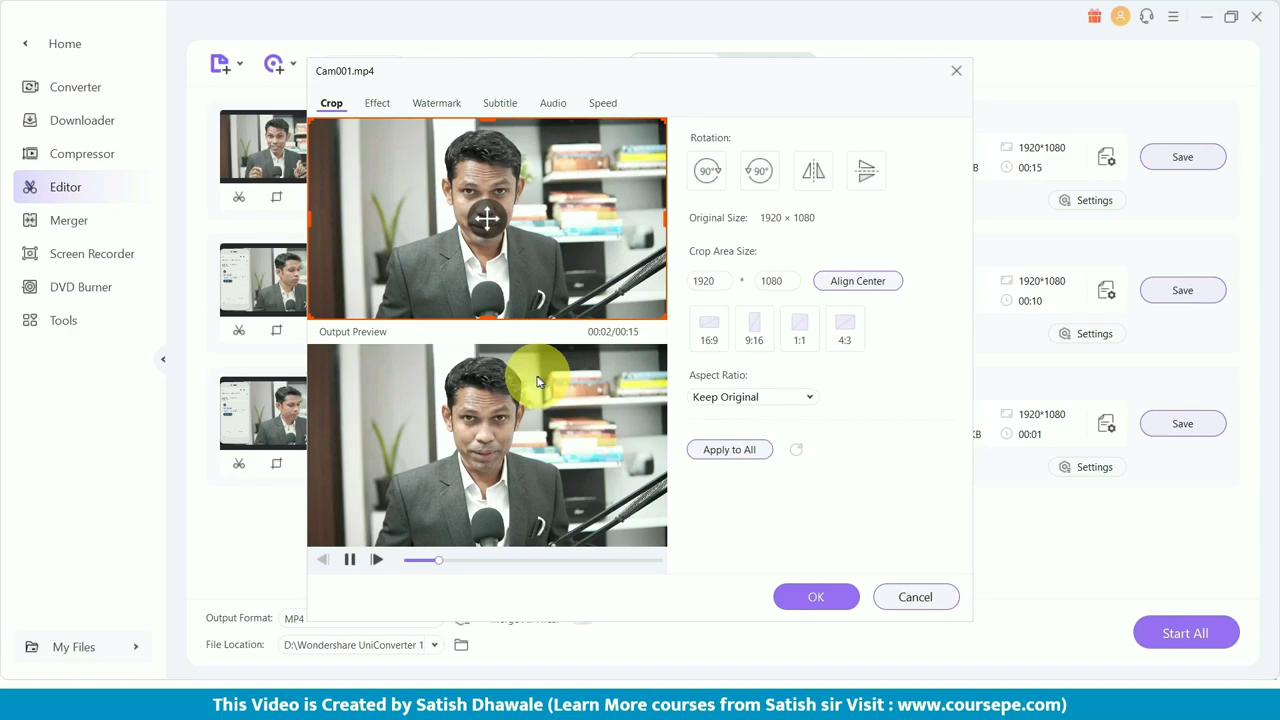 Home
Converter
Downloader
Compressor
Editor
Merger
Screen Recorder
DVD Burner
Tools
My Files
Cam001.mp4
Crop Effect Watermark Subtitle Audio Speed
Output Preview 00:02/00:15
Rotation:
90° 90°
Original Size: 1920 × 1080
Crop Area Size:
1920 * 1080 Align Center
16:9 9:16 1:1 4:3
Aspect Ratio:
Keep Original
Apply to All
OK Cancel
1920*1080
B 00:15
Save
Settings
1920*1080
00:10
Save
Settings
1920*1080
KB 00:01
Save
Settings
Output Format: MP4
File Location: D:\Wondershare UniConverter 1
Start All
This Video is Created by Satish Dhawale (Learn More courses from Satish sir Visit : www.coursepe.com)